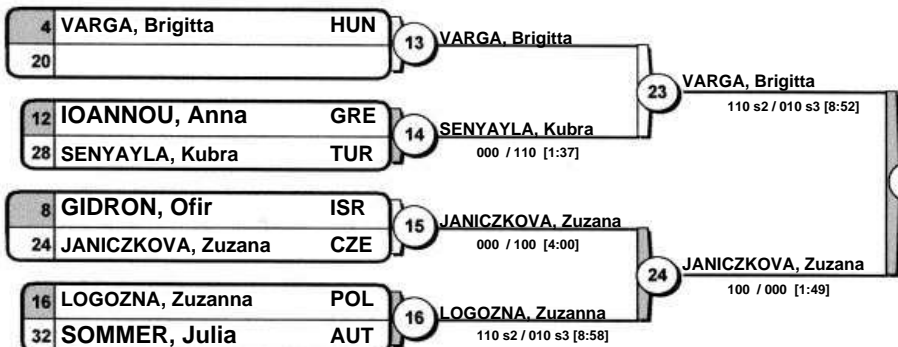 4 VARGA, Brigitta HUN
20
13 VARGA, Brigitta
12 IOANNOU, Anna GRE
28 SENYAYLA, Kubra TUR
14 SENYAYLA, Kubra
000 / 110 [1:37]
23 VARGA, Brigitta
110 s2 / 010 s3 [8:52]
8 GIDRON, Ofir ISR
24 JANICZKOVA, Zuzana CZE
15 JANICZKOVA, Zuzana
000 / 100 [4:00]
16 LOGOZNA, Zuzanna POL
32 SOMMER, Julia AUT
16 LOGOZNA, Zuzanna
110 s2 / 010 s3 [8:58]
24 JANICZKOVA, Zuzana
100 / 000 [1:49]